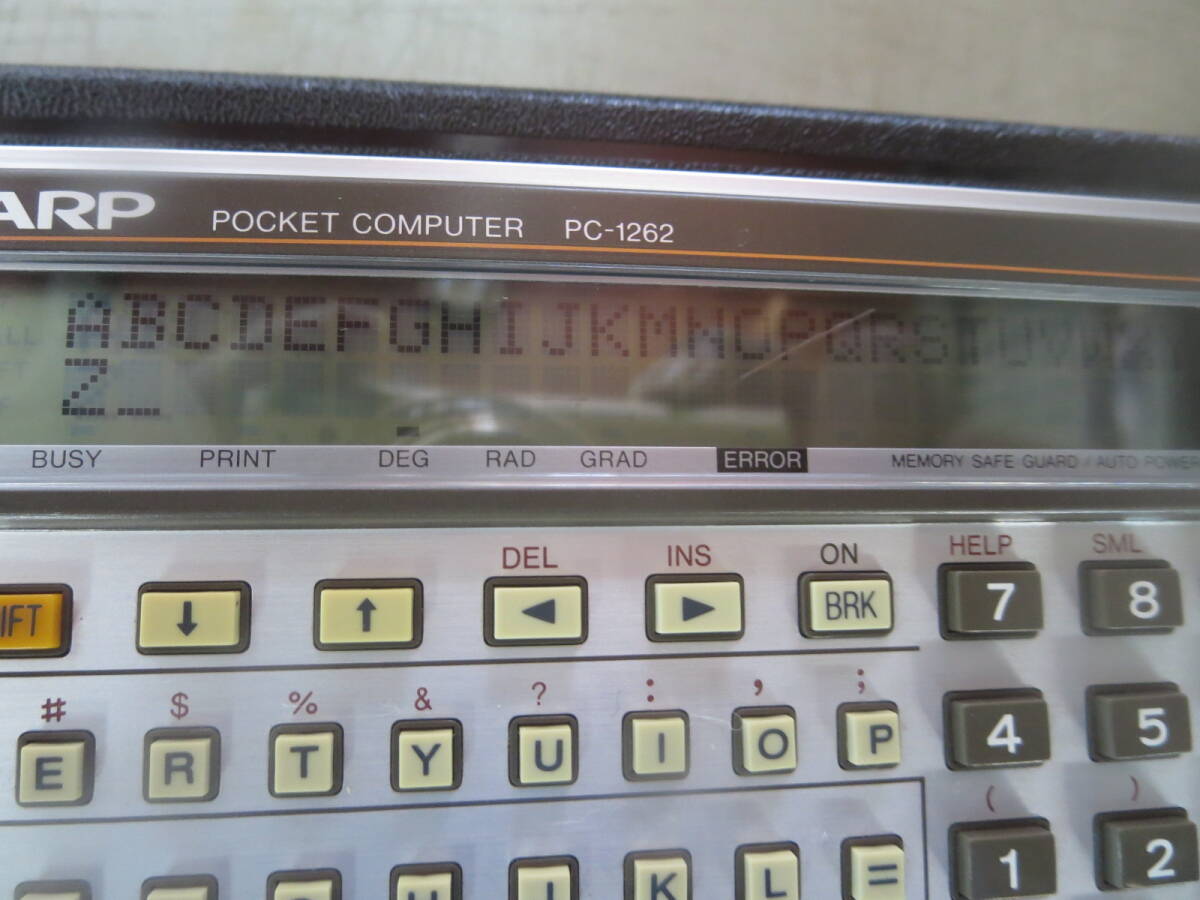 ARP POCKET COMPUTER PC-1262
ABCDEFGHIJKMNOPQRSTUVW
Z_
BUSY PRINT DEG RAD GRAD ERROR MEMORY SAFE GUARD / AUTO POWER
DEL INS ON HELP SML
IFT ↓ ↑ ◀ ▶ BRK 7 8
# $ % & ? : , ;
E R T Y U I O P 4 5
( )
J K L = 1 2